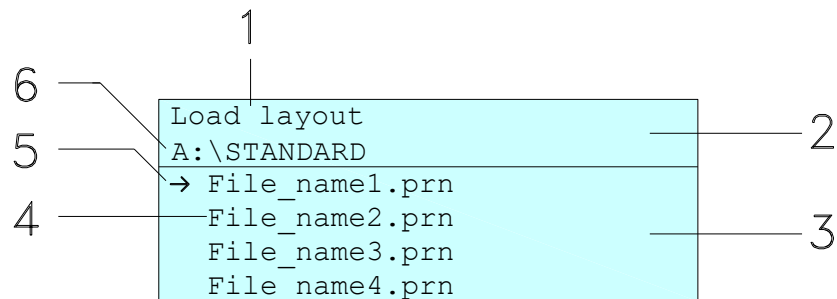 1
6
Load layout
2
A:\STANDARD
5
→ File_name1.prn
4
File_name2.prn
3
File_name3.prn
File_name4.prn